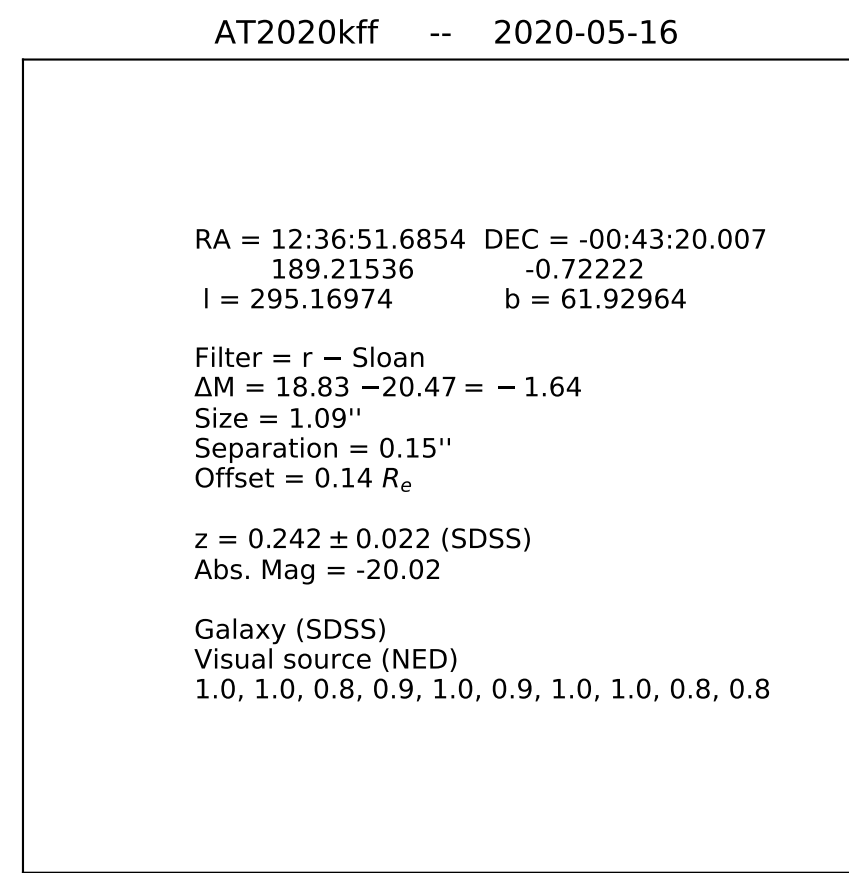 AT2020kff -- 2020-05-16
RA = 12:36:51.6854 DEC = -00:43:20.007
189.21536 -0.72222
l = 295.16974 b = 61.92964
Filter = r − Sloan
ΔM = 18.83 −20.47 = − 1.64
Size = 1.09''
Separation = 0.15''
Offset = 0.14 Rₑ
z = 0.242 ± 0.022 (SDSS)
Abs. Mag = -20.02
Galaxy (SDSS)
Visual source (NED)
1.0, 1.0, 0.8, 0.9, 1.0, 0.9, 1.0, 1.0, 0.8, 0.8